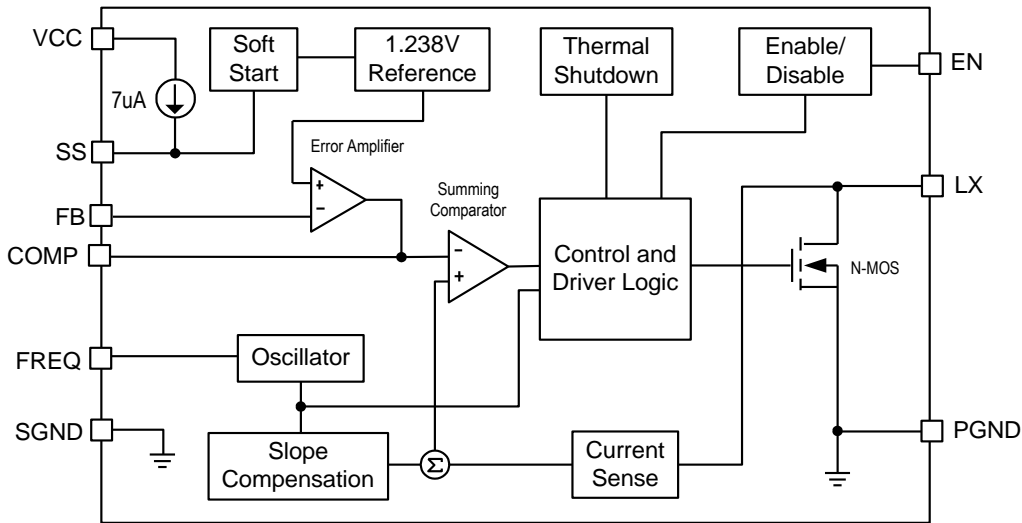 VCC
Soft
Start
1.238V
Reference
Thermal
Shutdown
Enable/
Disable
EN
7uA
SS
Error Amplifier
LX
Summing
Comparator
+
−
FB
COMP
−
+
Control and
Driver Logic
N-MOS
FREQ
Oscillator
SGND
Slope
Compensation
Σ
Current
Sense
PGND